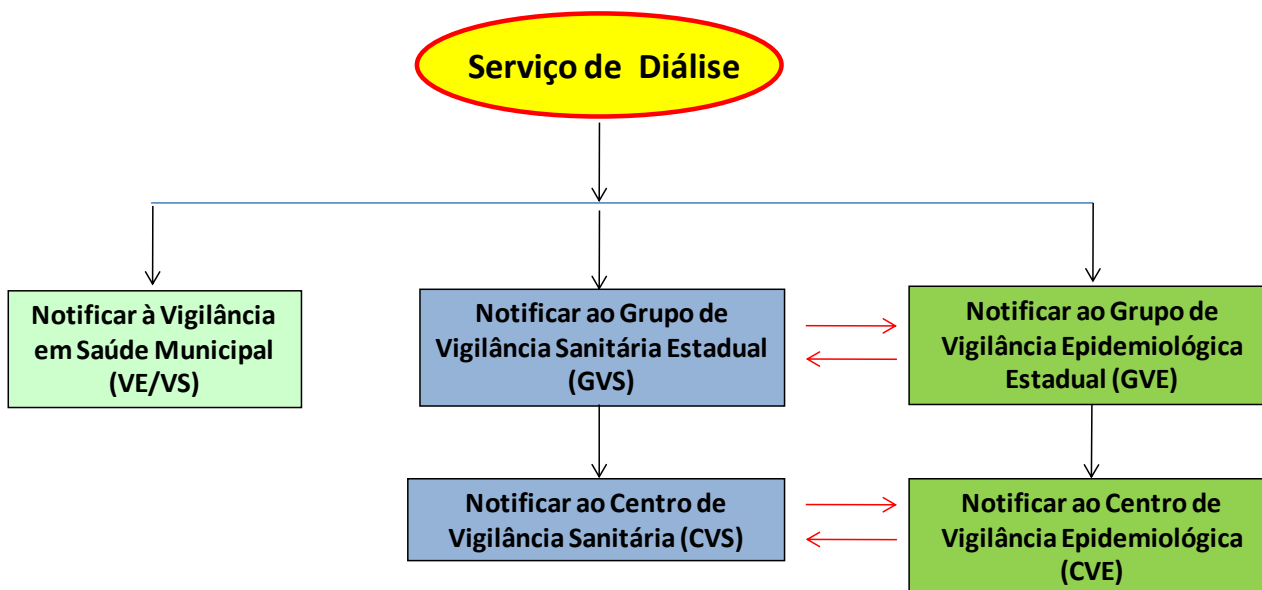 Serviço de Diálise
Notificar à Vigilância
em Saúde Municipal
(VE/VS)
Notificar ao Grupo de
Vigilância Sanitária Estadual
(GVS)
Notificar ao Grupo de
Vigilância Epidemiológica
Estadual (GVE)
Notificar ao Centro de
Vigilância Sanitária (CVS)
Notificar ao Centro de
Vigilância Epidemiológica
(CVE)